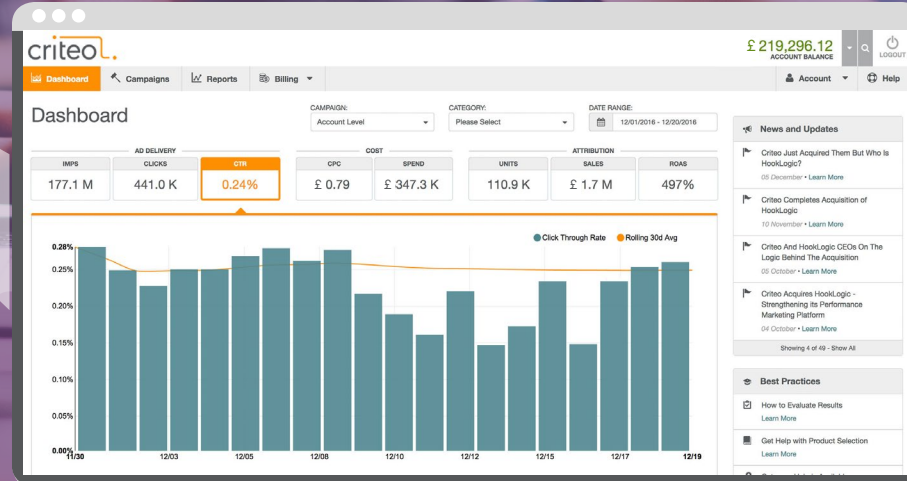 criteo
£ 219,296.12
ACCOUNT BALANCE
LOGOUT
Dashboard
Campaigns
Reports
Billing
Account
Help
Dashboard
CAMPAIGN:
Account Level
CATEGORY:
Please Select
DATE RANGE:
12/01/2016 - 12/20/2016
AD DELIVERY
COST
ATTRIBUTION
IMPS
CLICKS
CTR
CPC
SPEND
UNITS
SALES
ROAS
177.1 M
441.0 K
0.24%
£ 0.79
£ 347.3 K
110.9 K
£ 1.7 M
497%
Click Through Rate
Rolling 30d Avg
0.28%
0.25%
0.20%
0.15%
0.10%
0.05%
0.00%
11/30
12/03
12/05
12/08
12/10
12/12
12/15
12/17
12/19
News and Updates
Criteo Just Acquired Them But Who Is
HookLogic?
05 December • Learn More
Criteo Completes Acquisition of
HookLogic
10 November • Learn More
Criteo And HookLogic CEOs On The
Logic Behind The Acquisition
05 October • Learn More
Criteo Acquires HookLogic -
Strengthening its Performance
Marketing Platform
04 October • Learn More
Showing 4 of 49 - Show All
Best Practices
How to Evaluate Results
Learn More
Get Help with Product Selection
Learn More